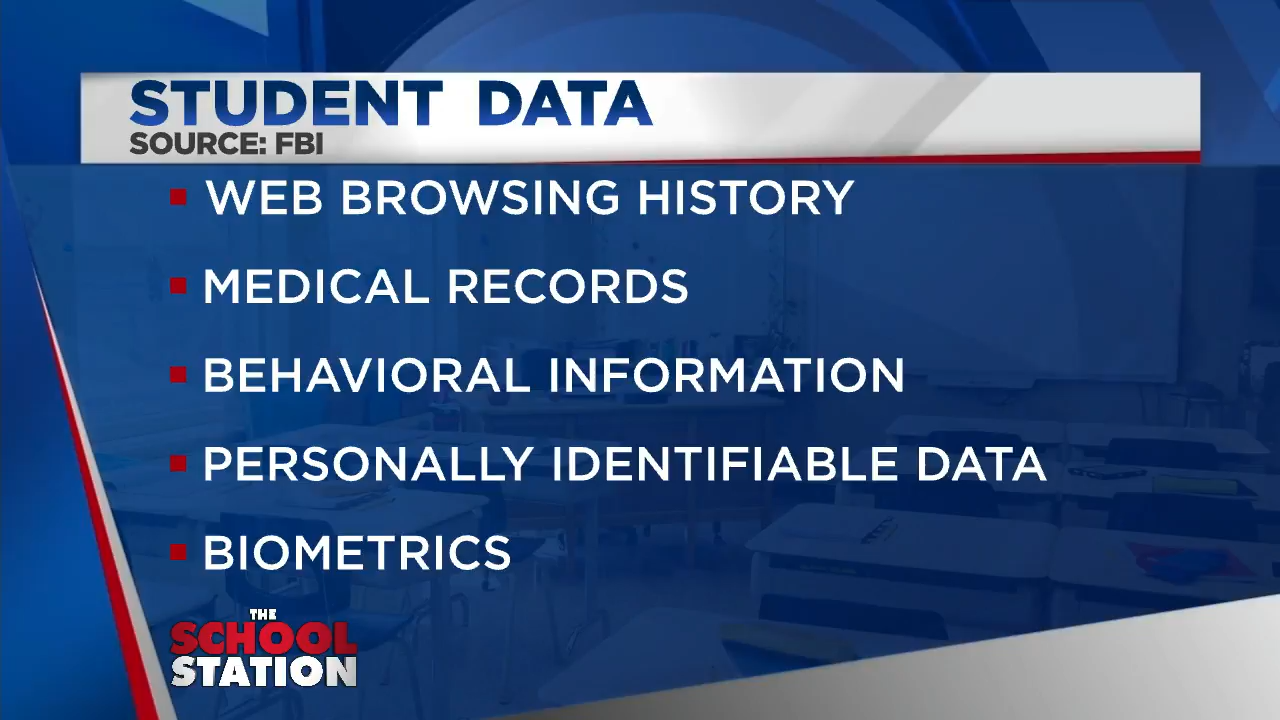 STUDENT DATA
SOURCE: FBI
WEB BROWSING HISTORY
MEDICAL RECORDS
BEHAVIORAL INFORMATION
PERSONALLY IDENTIFIABLE DATA
BIOMETRICS
THE
SCHOOL
STATION